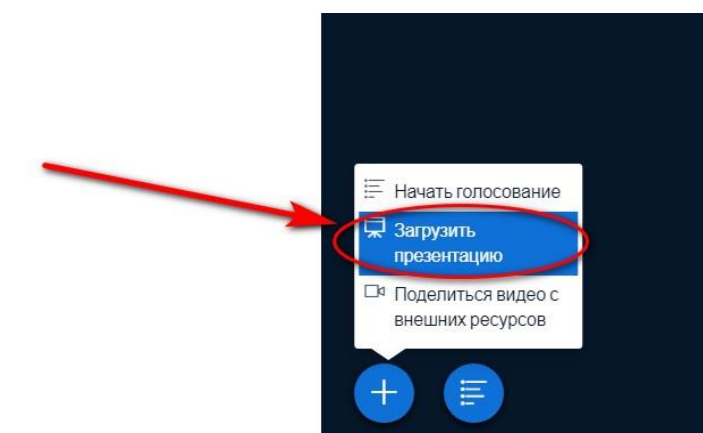 Начать голосование
Загрузить
презентацию
Поделиться видео с
внешних ресурсов